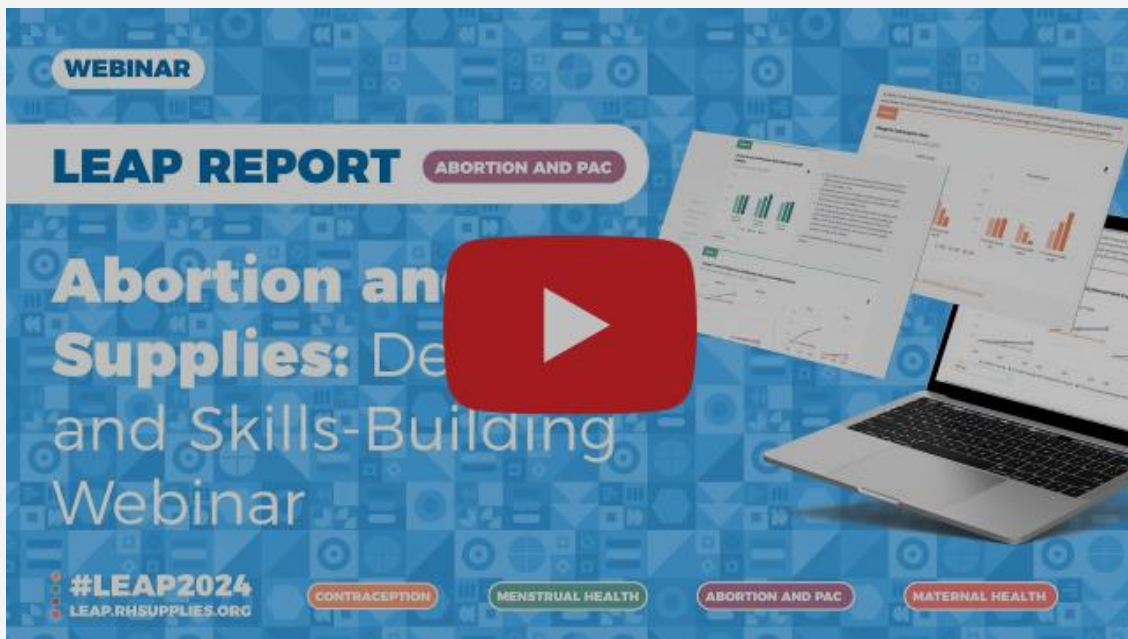 WEBINAR
LEAP REPORT
ABORTION AND PAC
Abortion an
Supplies: De
and Skills-Building
Webinar
#LEAP2024
LEAP.RHSUPPLIES.ORG
CONTRACEPTION
MENSTRUAL HEALTH
ABORTION AND PAC
MATERNAL HEALTH